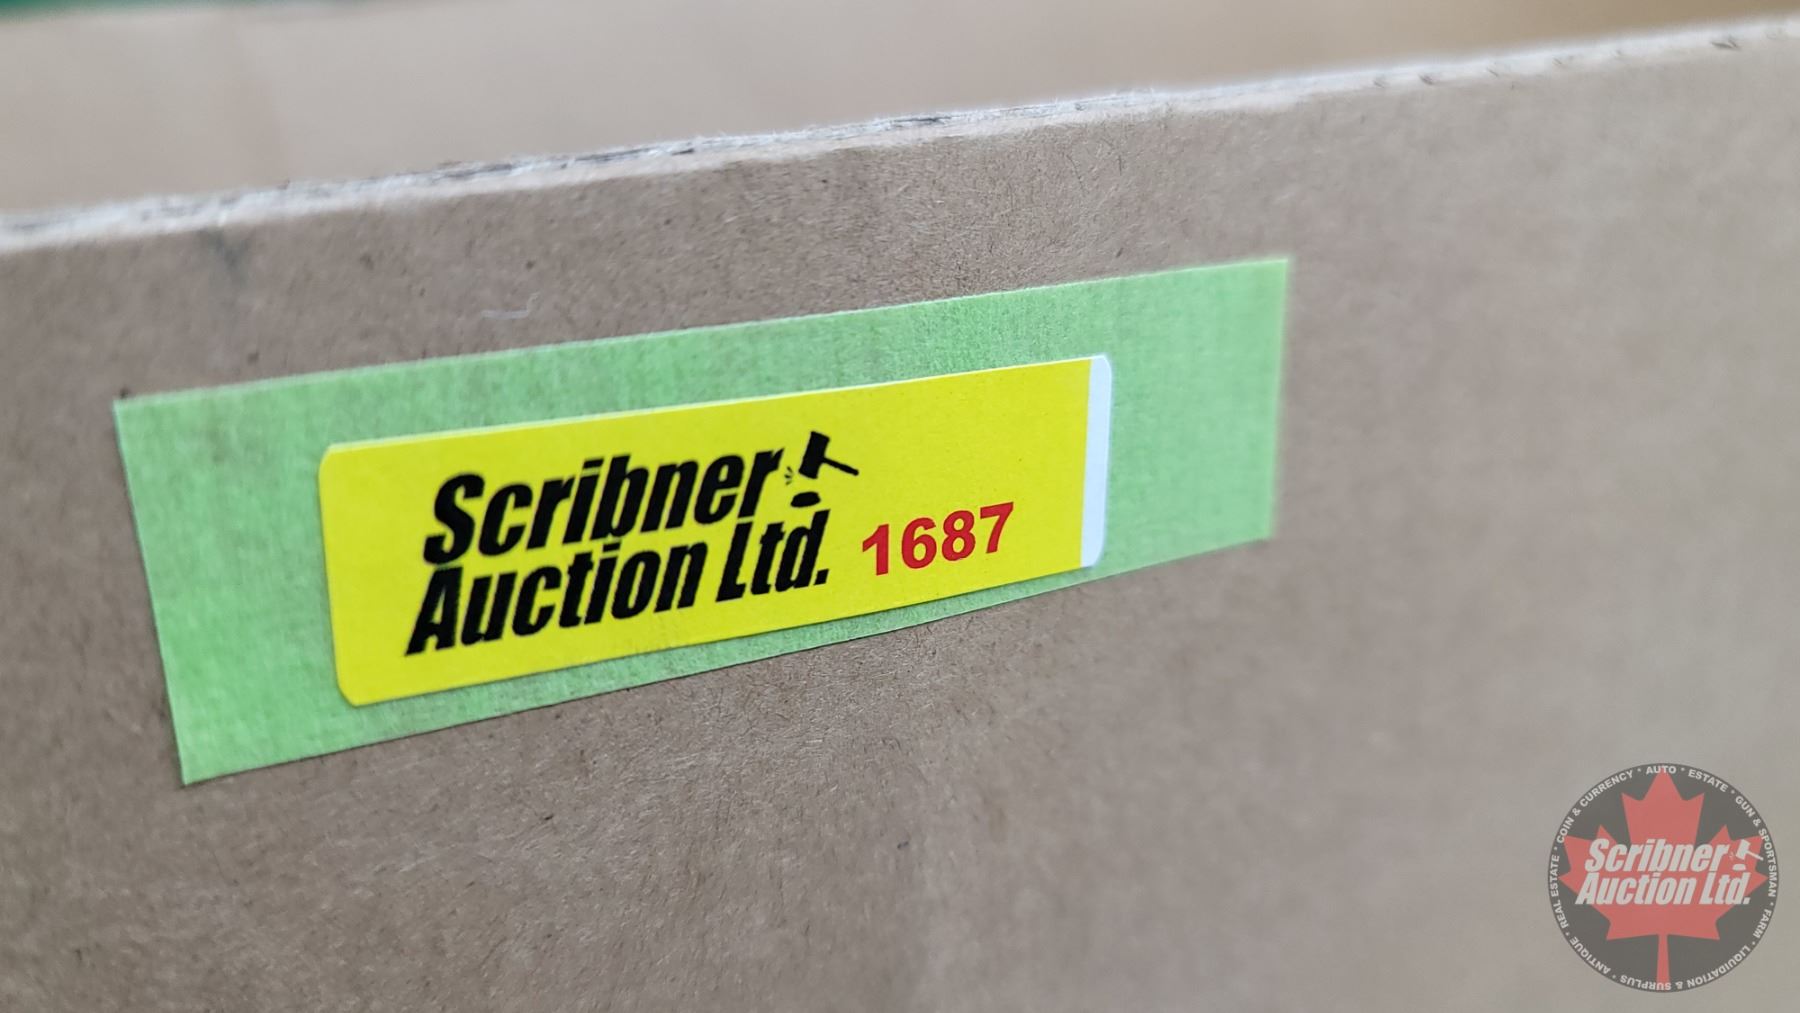 Scribner
Auction Ltd. 1687
Scribner
Auction Ltd.
REAL ESTATE • COIN & CURRENCY • AUTO • ESTATE • GUN & SPORTSMAN • FARM • LIQUIDATION & SURPLUS • ANTIQUE •